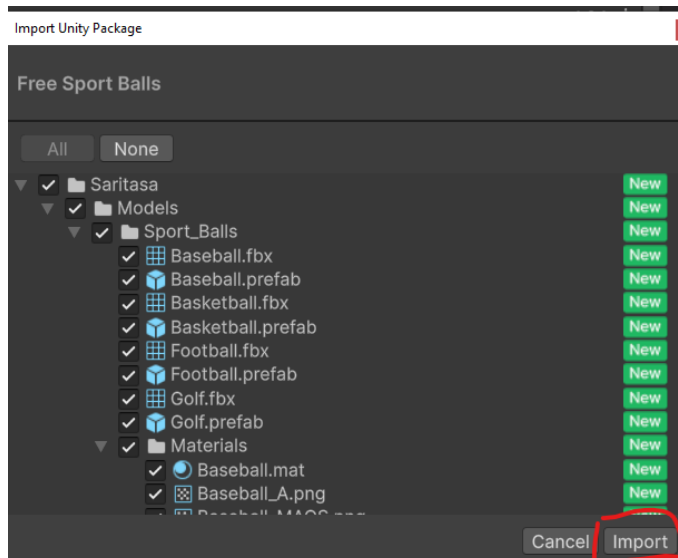 Import Unity Package
Free Sport Balls
All None
Saritasa New
Models New
Sport_Balls New
Baseball.fbx New
Baseball.prefab New
Basketball.fbx New
Basketball.prefab New
Football.fbx New
Football.prefab New
Golf.fbx New
Golf.prefab New
Materials New
Baseball.mat New
Baseball_A.png New
Cancel Import